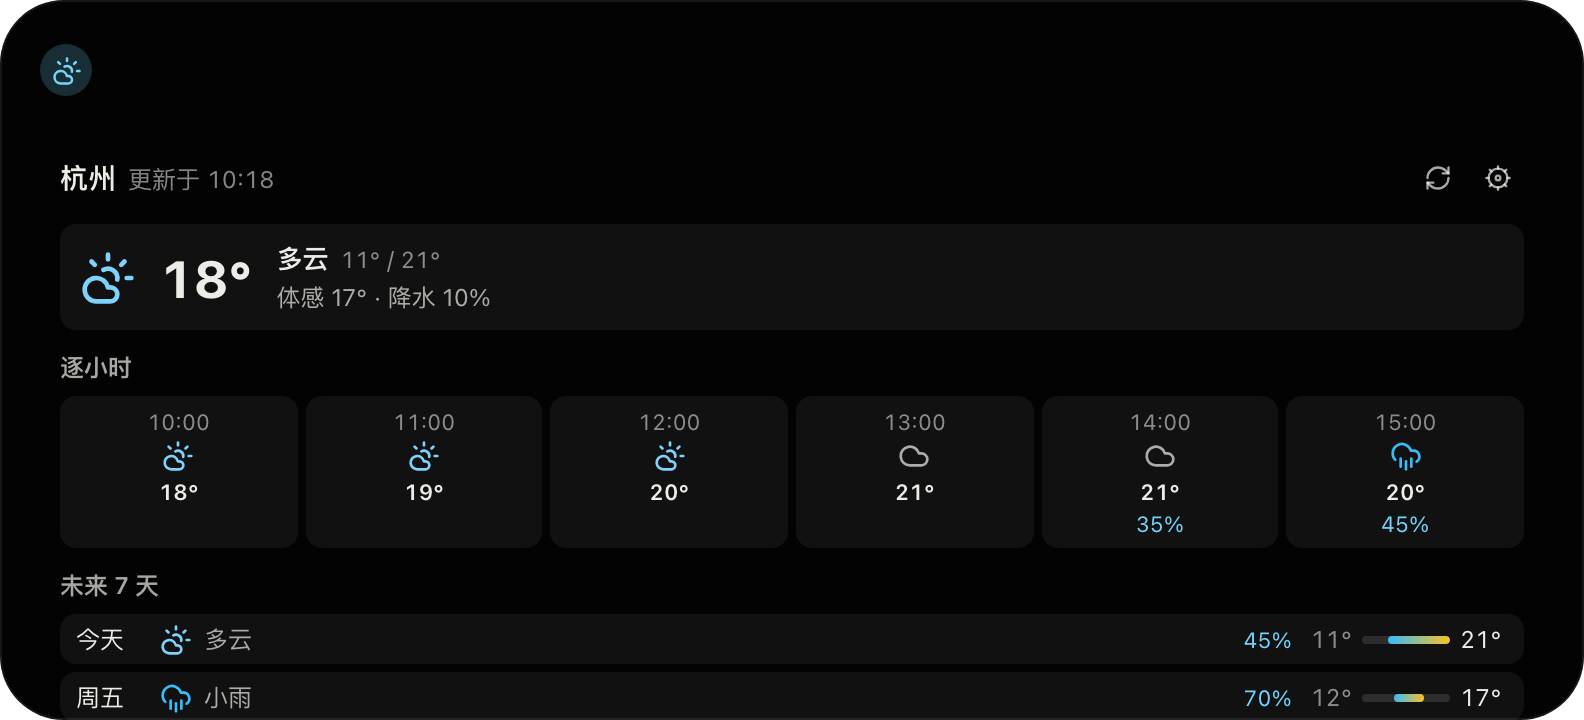 杭州 更新于 10:18
18° 多云 11° / 21°
体感 17° · 降水 10%
逐小时
10:00 11:00 12:00 13:00 14:00 15:00
18° 19° 20° 21° 21° 20°
35% 45%
未来 7 天
今天 多云 45% 11° 21°
周五 小雨 70% 12° 17°